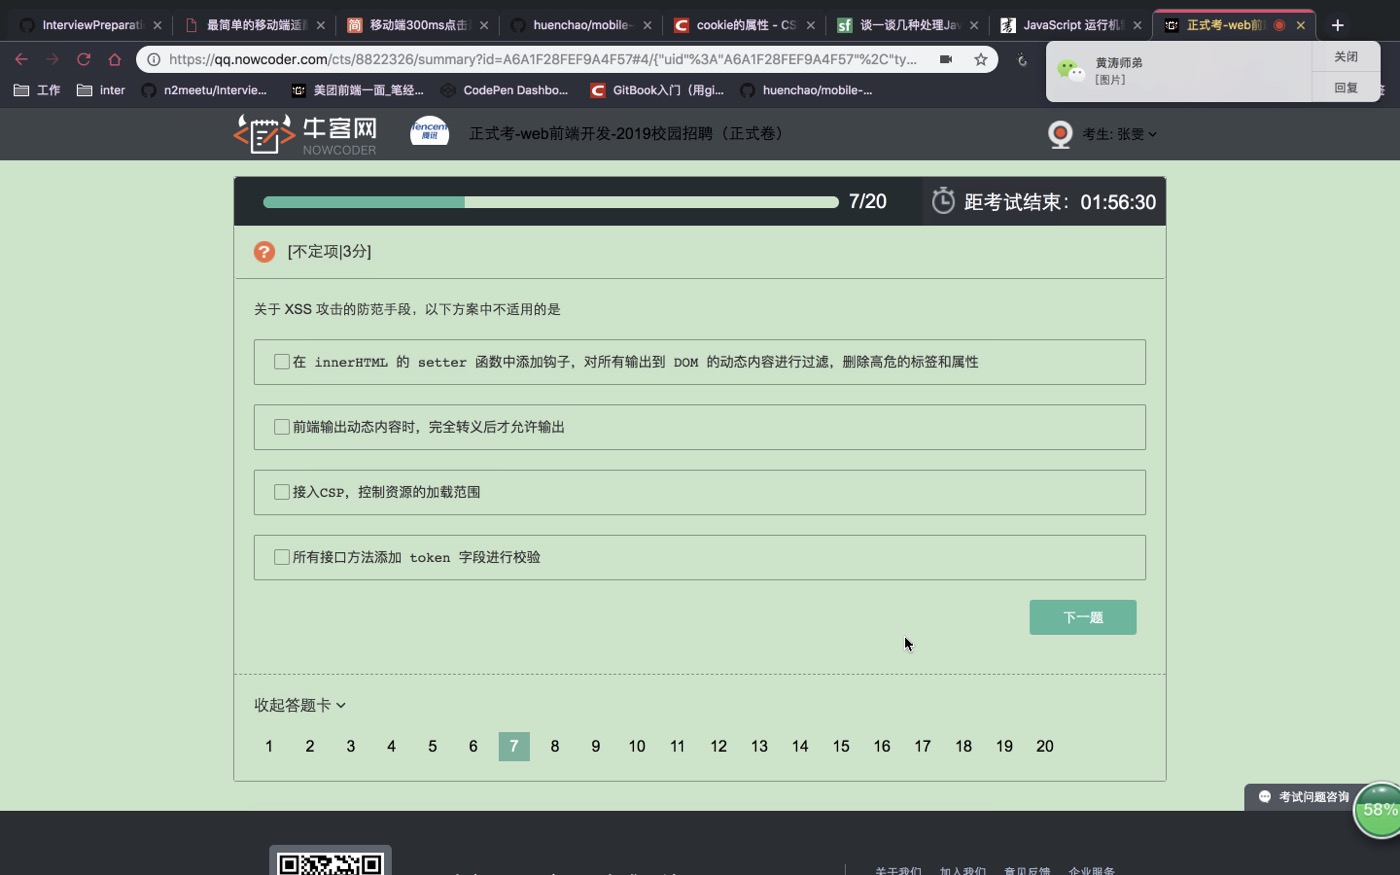 InterviewPreparati
最简单的移动端适
移动端300ms点击
huenchao/mobile-
cookie的属性 - CS
谈一谈几种处理Jav
JavaScript 运行机
正式考-web前
https://qq.nowcoder.com/cts/8822326/summary?id=A6A1F28FEF9A4F57#4/{"uid"%3A"A6A1F28FEF9A4F57"%2C"ty...
黄涛师弟
[图片]
关闭
回复
工作
inter
n2meetu/Intervie...
美团前端一面_笔经...
CodePen Dashbo...
GitBook入门（用gi...
huenchao/mobile-...
牛客网
NOWCODER
Tencent
腾讯
正式考-web前端开发-2019校园招聘（正式卷）
考生: 张雯
7/20
距考试结束：01:56:30
[不定项|3分]
关于 XSS 攻击的防范手段，以下方案中不适用的是
在 innerHTML 的 setter 函数中添加钩子，对所有输出到 DOM 的动态内容进行过滤，删除高危的标签和属性
前端输出动态内容时，完全转义后才允许输出
接入CSP，控制资源的加载范围
所有接口方法添加 token 字段进行校验
下一题
收起答题卡
1 2 3 4 5 6 7 8 9 10 11 12 13 14 15 16 17 18 19 20
考试问题咨询
58%
关于我们 加入我们 意见反馈 企业服务